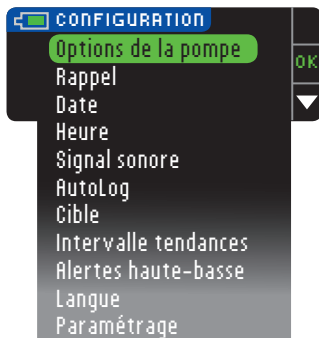 CONFIGURATION
Options de la pompe
OK
Rappel
Date
Heure
Signal sonore
AutoLog
Cible
Intervalle tendances
Alertes haute-basse
Langue
Paramétrage